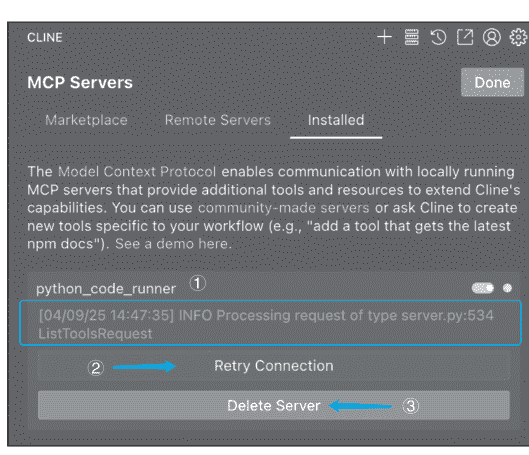 CLINE
MCP Servers
Done
Marketplace Remote Servers Installed
The Model Context Protocol enables communication with locally running
MCP servers that provide additional tools and resources to extend Cline's
capabilities. You can use community-made servers or ask Cline to create
new tools specific to your workflow (e.g., "add a tool that gets the latest
npm docs"). See a demo here.
python_code_runner ①
[04/09/25 14:47:35] INFO Processing request of type server.py:534
ListToolsRequest
② Retry Connection
Delete Server ③